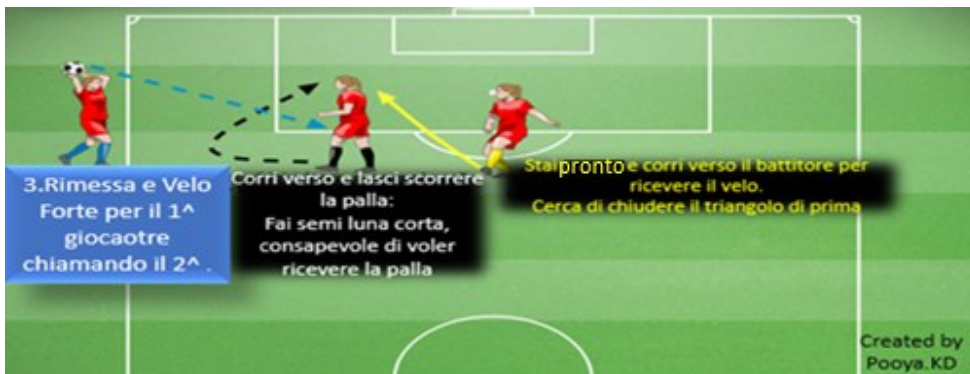 3.Rimessa e Velo
Forte per il 1^
giocaotre
chiamando il 2^ .
Corri verso e lasci scorrere
la palla:
Fai semi luna corta,
consapevole di voler
ricevere la palla
Stai pronto e corri verso il battitore per
ricevere il velo.
Cerca di chiudere il triangolo di prima
Created by
Pooya.KD